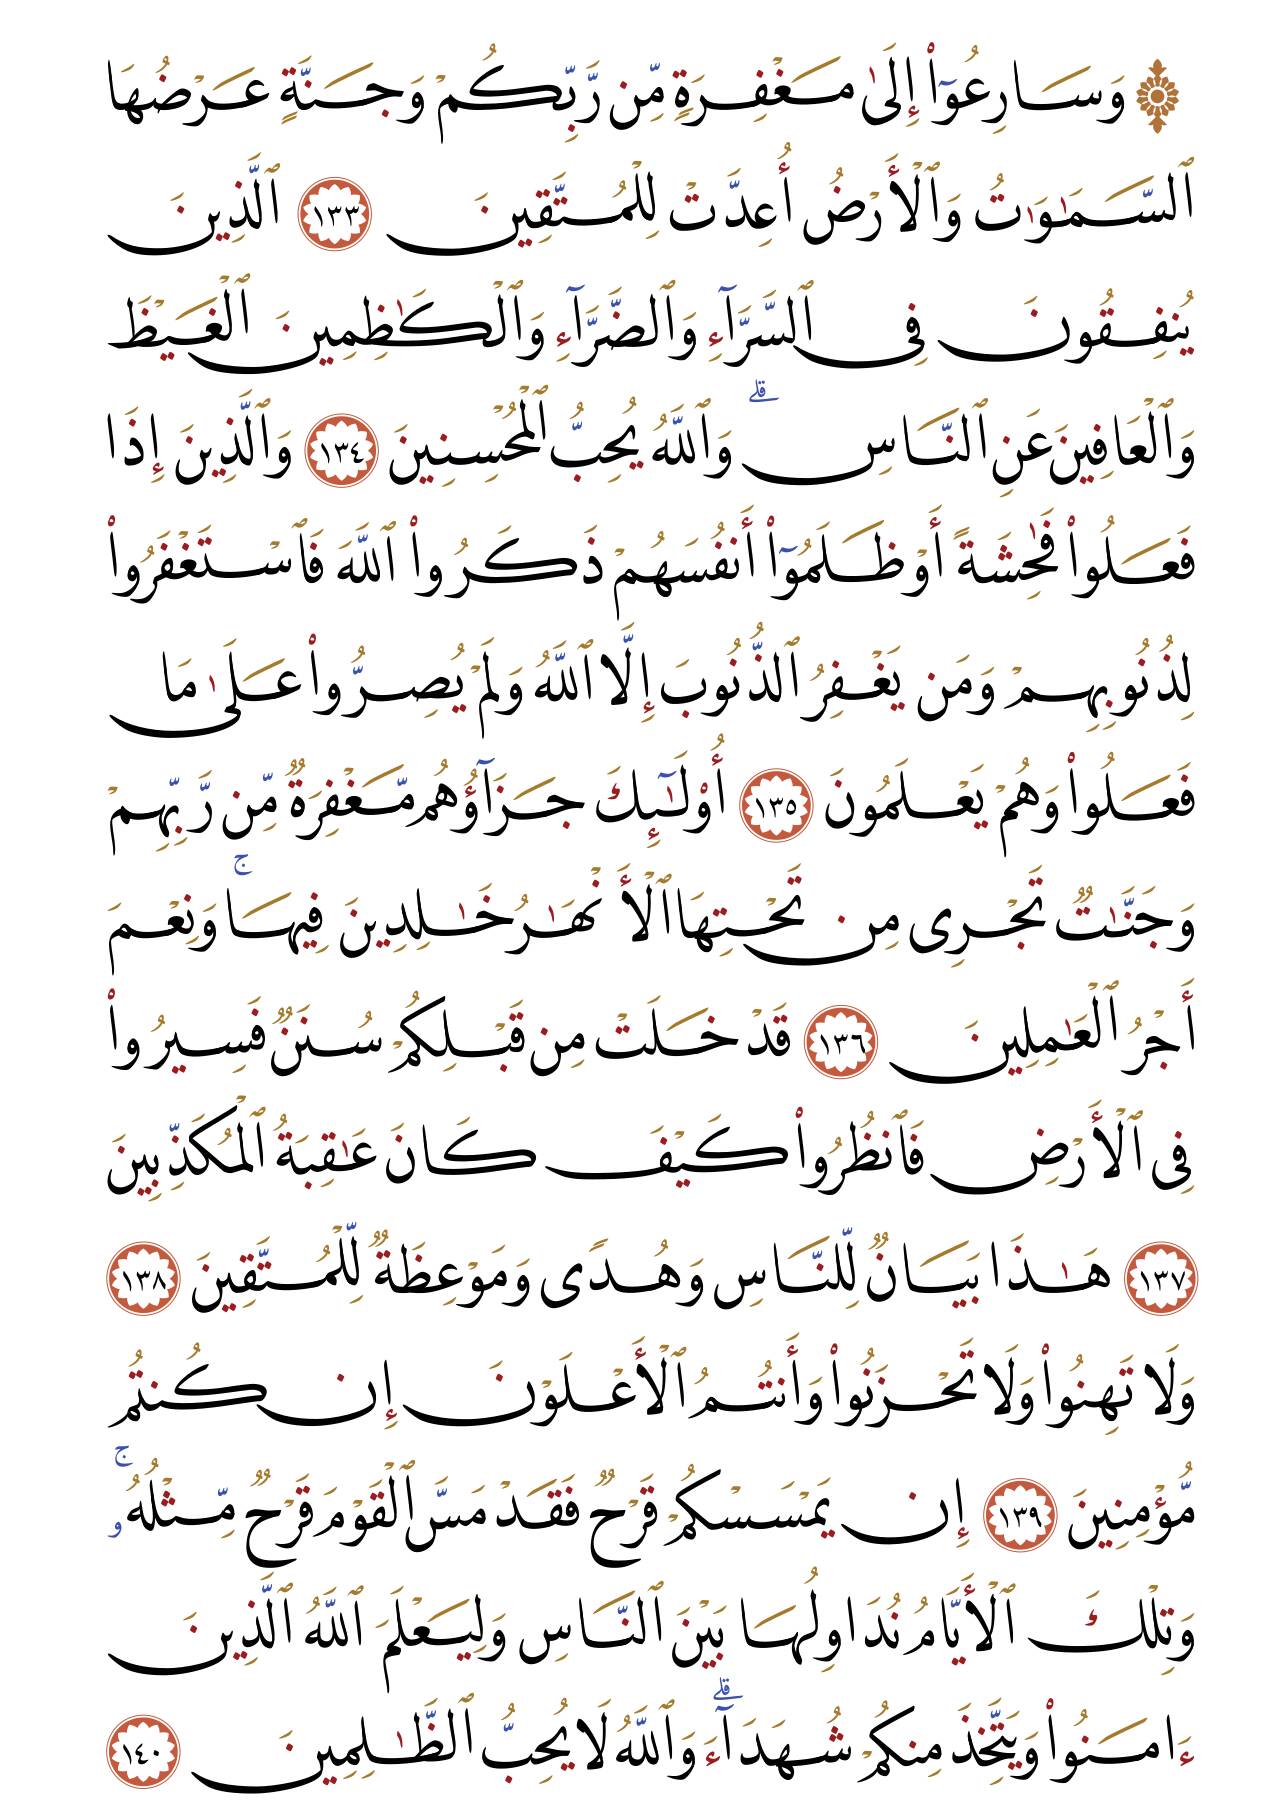 ۞ وَسَارِعُوٓا۟ إِلَىٰ مَغْفِرَةٍ مِّن رَّبِّكُمْ وَجَنَّةٍ عَرْضُهَا
ٱلسَّمَـٰوَٰتُ وَٱلْأَرْضُ أُعِدَّتْ لِلْمُتَّقِينَ ١٣٣ ٱلَّذِينَ
يُنفِقُونَ فِى ٱلسَّرَّآءِ وَٱلضَّرَّآءِ وَٱلْكَـٰظِمِينَ ٱلْغَيْظَ
وَٱلْعَافِينَ عَنِ ٱلنَّاسِ ۗ وَٱللَّهُ يُحِبُّ ٱلْمُحْسِنِينَ ١٣٤ وَٱلَّذِينَ إِذَا
فَعَلُوا۟ فَـٰحِشَةً أَوْ ظَلَمُوٓا۟ أَنفُسَهُمْ ذَكَرُوا۟ ٱللَّهَ فَٱسْتَغْفَرُوا۟
لِذُنُوبِهِمْ وَمَن يَغْفِرُ ٱلذُّنُوبَ إِلَّا ٱللَّهُ وَلَمْ يُصِرُّوا۟ عَلَىٰ مَا
فَعَلُوا۟ وَهُمْ يَعْلَمُونَ ١٣٥ أُو۟لَـٰٓئِكَ جَزَآؤُهُم مَّغْفِرَةٌ مِّن رَّبِّهِمْ
وَجَنَّـٰتٌ تَجْرِى مِن تَحْتِهَا ٱلْأَنْهَـٰرُ خَـٰلِدِينَ فِيهَا ۚ وَنِعْمَ
أَجْرُ ٱلْعَـٰمِلِينَ ١٣٦ قَدْ خَلَتْ مِن قَبْلِكُمْ سُنَنٌ فَسِيرُوا۟
فِى ٱلْأَرْضِ فَٱنظُرُوا۟ كَيْفَ كَانَ عَـٰقِبَةُ ٱلْمُكَذِّبِينَ
١٣٧ هَـٰذَا بَيَانٌ لِّلنَّاسِ وَهُدًى وَمَوْعِظَةٌ لِّلْمُتَّقِينَ ١٣٨
وَلَا تَهِنُوا۟ وَلَا تَحْزَنُوا۟ وَأَنتُمُ ٱلْأَعْلَوْنَ إِن كُنتُم
مُّؤْمِنِينَ ١٣٩ إِن يَمْسَسْكُمْ قَرْحٌ فَقَدْ مَسَّ ٱلْقَوْمَ قَرْحٌ مِّثْلُهُۥ ۚ
وَتِلْكَ ٱلْأَيَّامُ نُدَاوِلُهَا بَيْنَ ٱلنَّاسِ وَلِيَعْلَمَ ٱللَّهُ ٱلَّذِينَ
ءَامَنُوا۟ وَيَتَّخِذَ مِنكُمْ شُهَدَآءَ ۗ وَٱللَّهُ لَا يُحِبُّ ٱلظَّـٰلِمِينَ ١٤٠